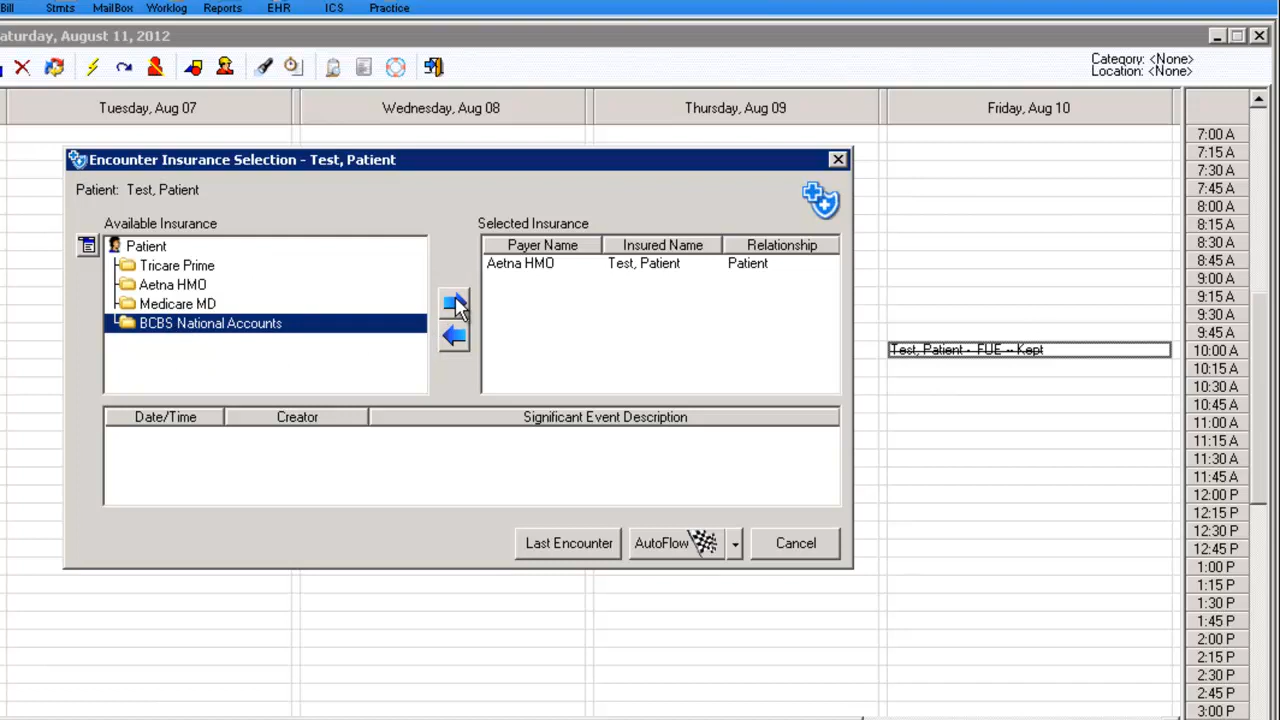 Bill Stmts MailBox Worklog Reports EHR ICS Practice
aturday, August 11, 2012
Category: <None>
Location: <None>
Tuesday, Aug 07 Wednesday, Aug 08 Thursday, Aug 09 Friday, Aug 10
Encounter Insurance Selection - Test, Patient
Patient: Test, Patient
Available Insurance
Patient
Tricare Prime
Aetna HMO
Medicare MD
BCBS National Accounts
Selected Insurance
Payer Name Insured Name Relationship
Aetna HMO Test, Patient Patient
Date/Time Creator Significant Event Description
Last Encounter AutoFlow Cancel
Test, Patient - FUE -- Kept
7:00 A
7:15 A
7:30 A
7:45 A
8:00 A
8:15 A
8:30 A
8:45 A
9:00 A
9:15 A
9:30 A
9:45 A
10:00 A
10:15 A
10:30 A
10:45 A
11:00 A
11:15 A
11:30 A
11:45 A
12:00 P
12:15 P
12:30 P
12:45 P
1:00 P
1:15 P
1:30 P
1:45 P
2:00 P
2:15 P
2:30 P
2:45 P
3:00 P